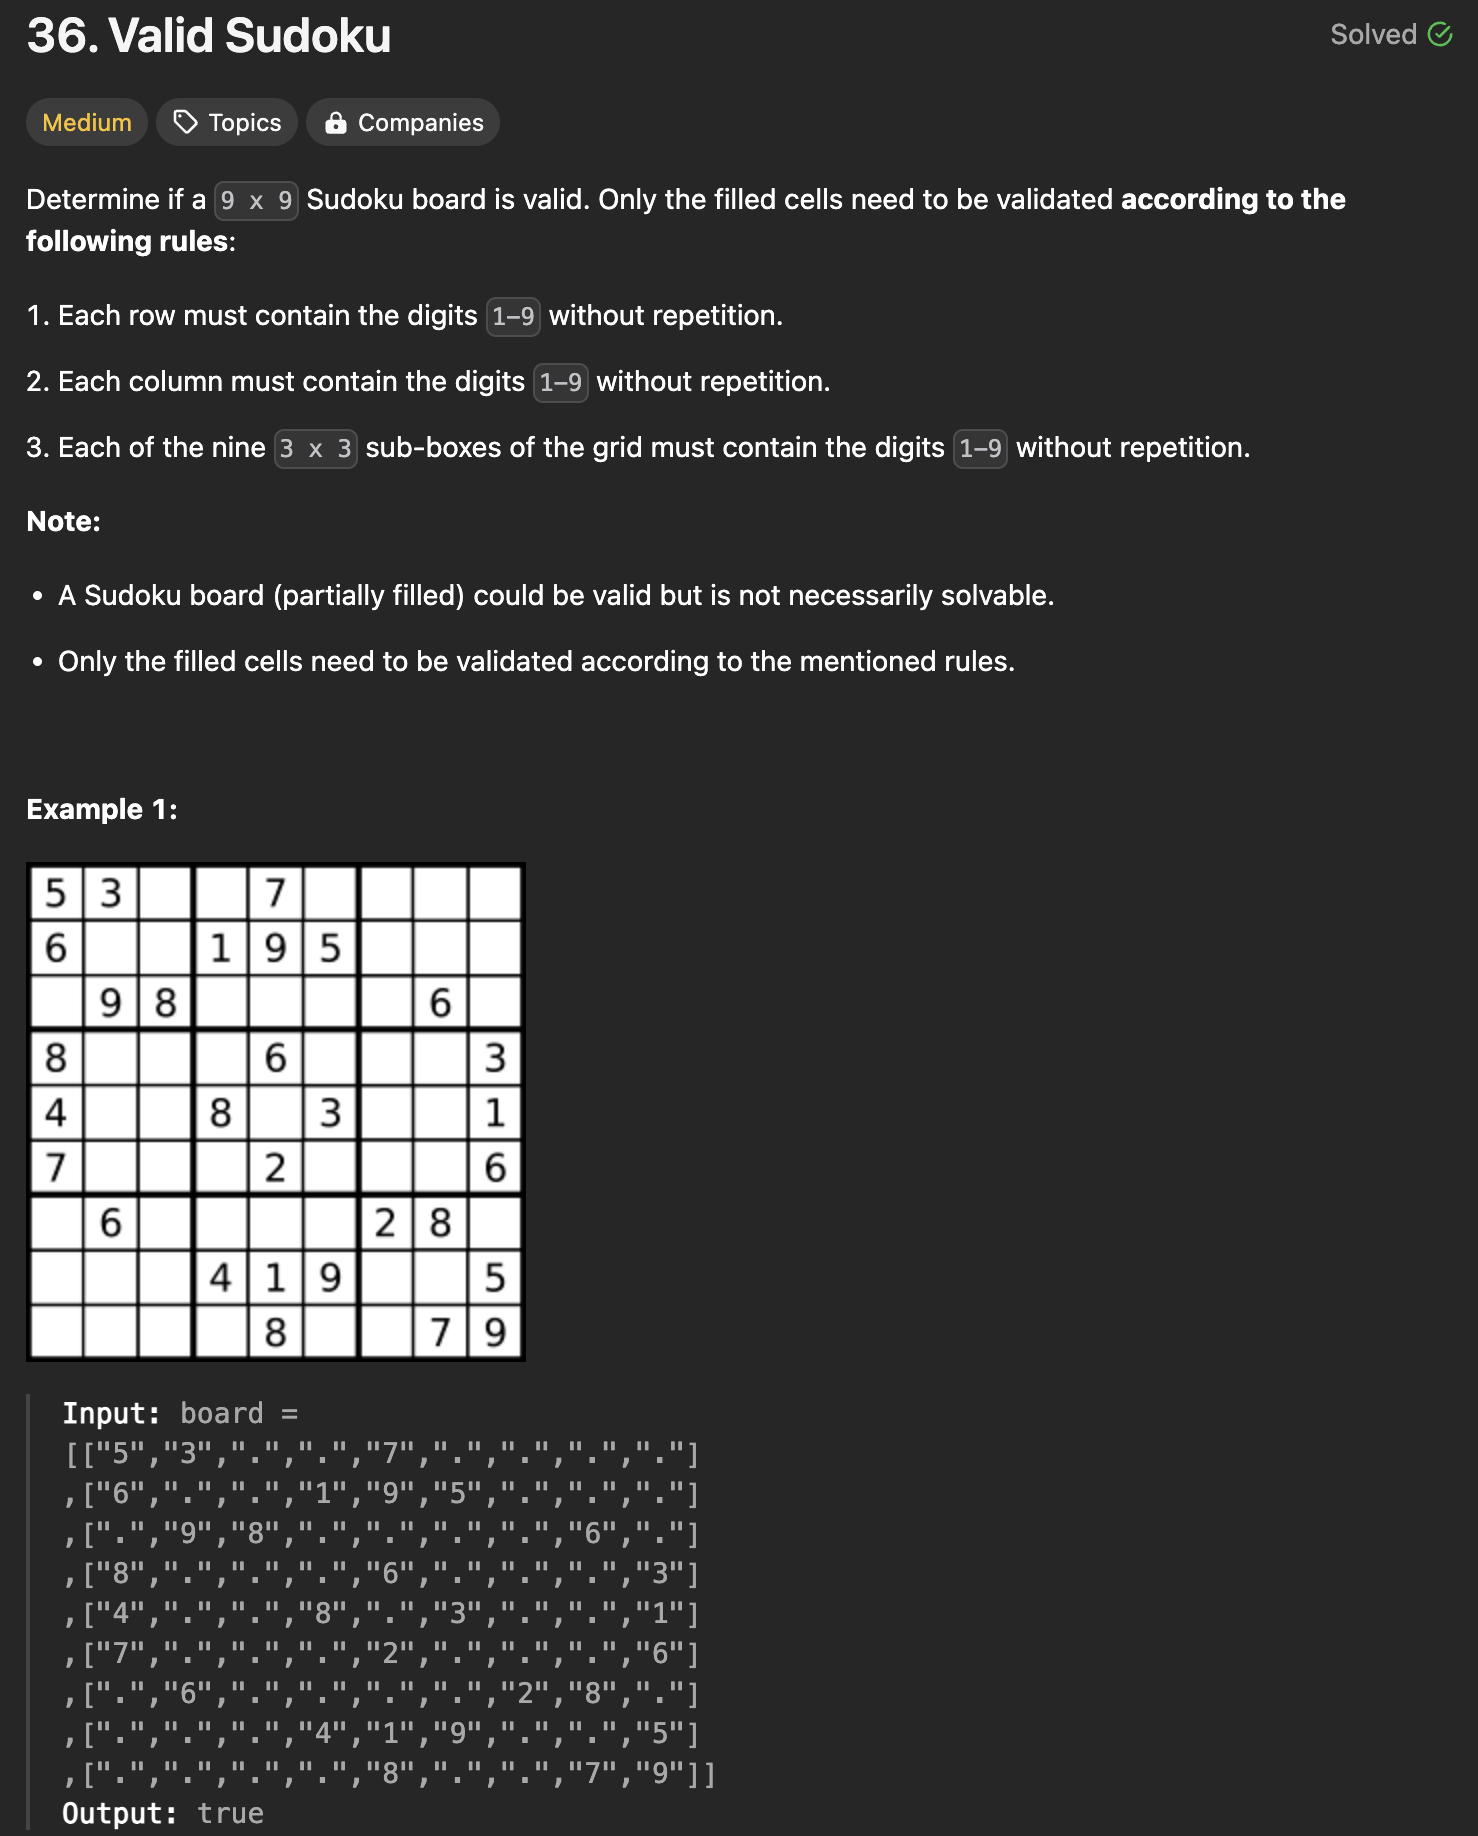 36. Valid Sudoku
Solved
Medium
Topics
Companies
Determine if a 9 x 9 Sudoku board is valid. Only the filled cells need to be validated according to the
following rules:
1. Each row must contain the digits 1-9 without repetition.
2. Each column must contain the digits 1-9 without repetition.
3. Each of the nine 3 x 3 sub-boxes of the grid must contain the digits 1-9 without repetition.
Note:
• A Sudoku board (partially filled) could be valid but is not necessarily solvable.
• Only the filled cells need to be validated according to the mentioned rules.
Example 1:
5 3 7
6 1 9 5
9 8 6
8 6 3
4 8 3 1
7 2 6
6 2 8
4 1 9 5
8 7 9
Input: board =
[["5","3",".",".","7",".",".",".","."]
,["6",".",".","1","9","5",".",".","."]
,[".","9","8",".",".",".",".","6","."]
,["8",".",".",".","6",".",".",".","3"]
,["4",".",".","8",".","3",".",".","1"]
,["7",".",".",".","2",".",".",".","6"]
,[".","6",".",".",".",".","2","8","."]
,[".",".",".","4","1","9",".",".","5"]
,[".",".",".",".","8",".",".","7","9"]]
Output: true